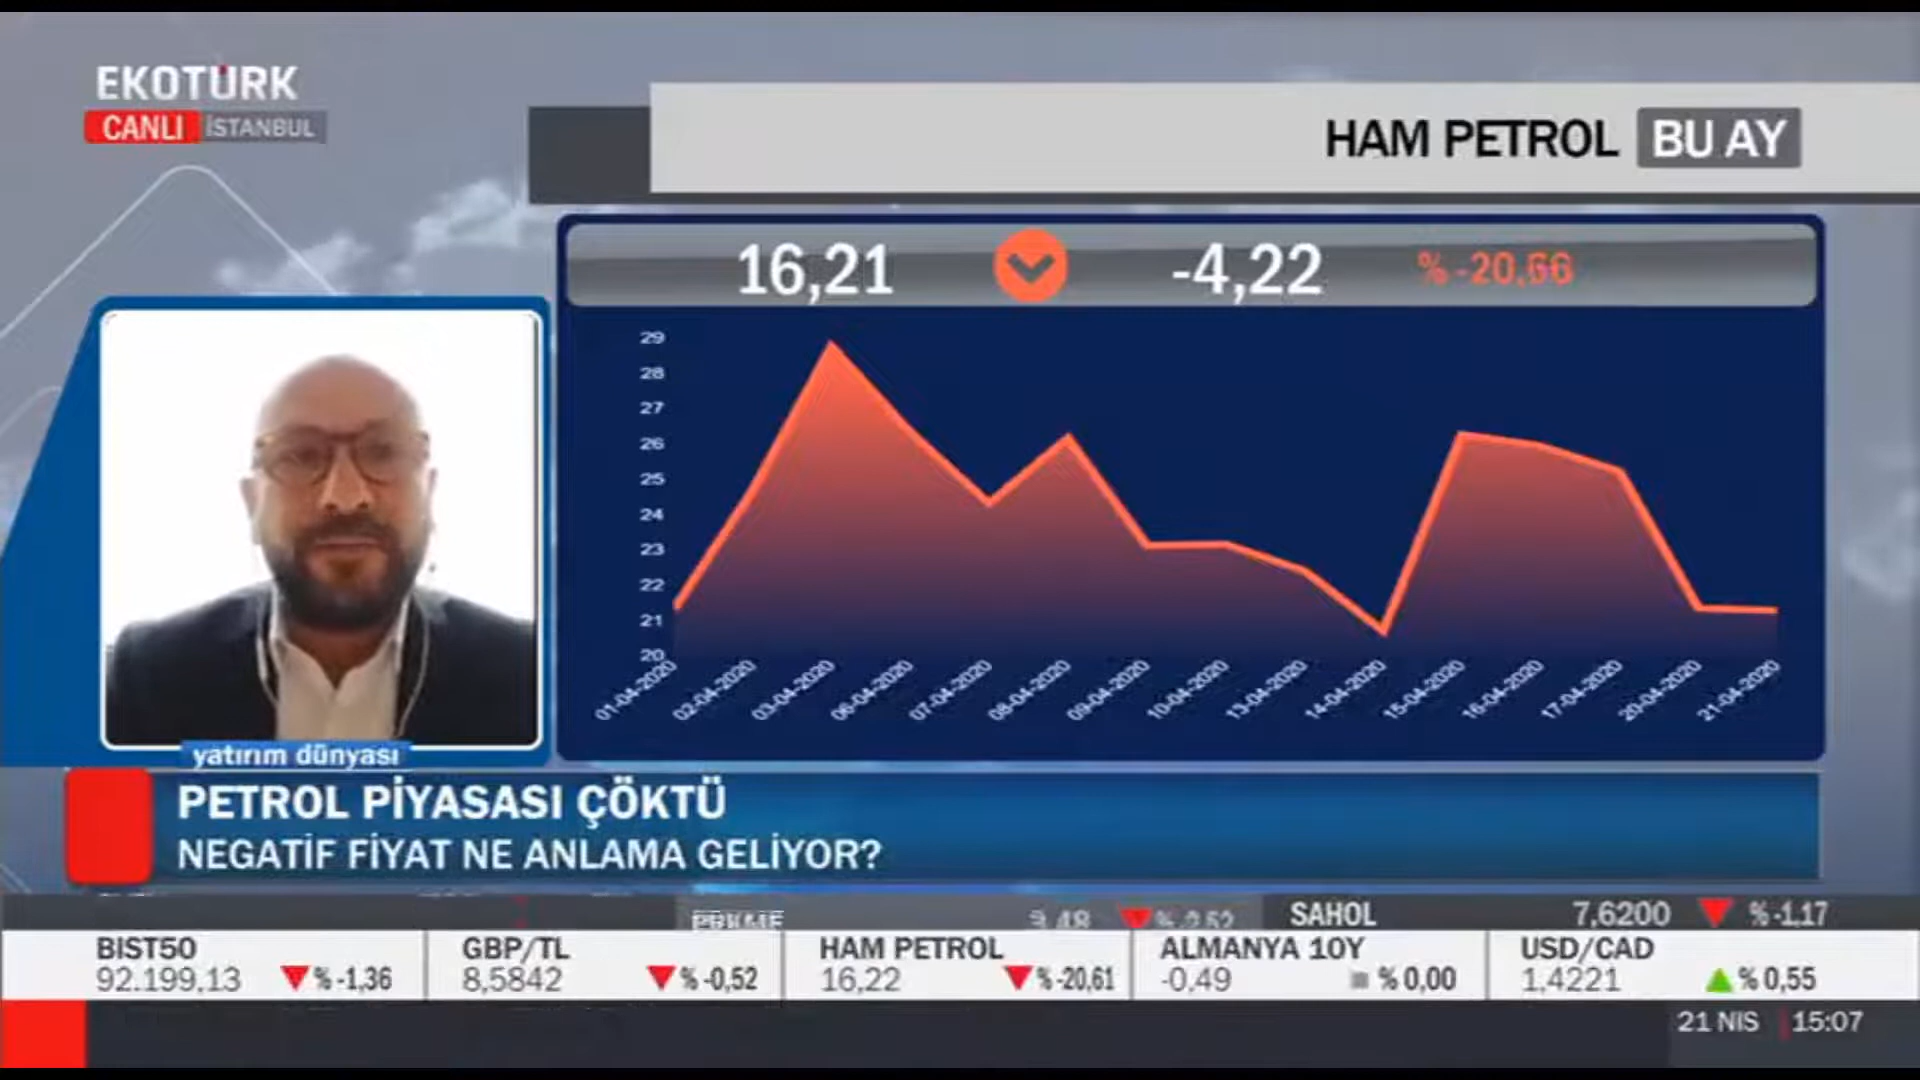 EKOTÜRK
CANLI İSTANBUL
HAM PETROL BU AY
16,21 -4,22 % -20,66
29
28
27
26
25
24
23
22
21
20
01-04-2020 02-04-2020 03-04-2020 06-04-2020 07-04-2020 08-04-2020 09-04-2020 10-04-2020 13-04-2020 14-04-2020 15-04-2020 16-04-2020 17-04-2020 20-04-2020 21-04-2020
yatırım dünyası
PETROL PİYASASI ÇÖKTÜ
NEGATİF FİYAT NE ANLAMA GELİYOR?
SAHOL 7,6200 % -1,17
BIST50 GBP/TL HAM PETROL ALMANYA 10Y USD/CAD
92.199,13 % -1,36 8,5842 % -0,52 16,22 % -20,61 -0,49 % 0,00 1,4221 % 0,55
21 NIS 15:07